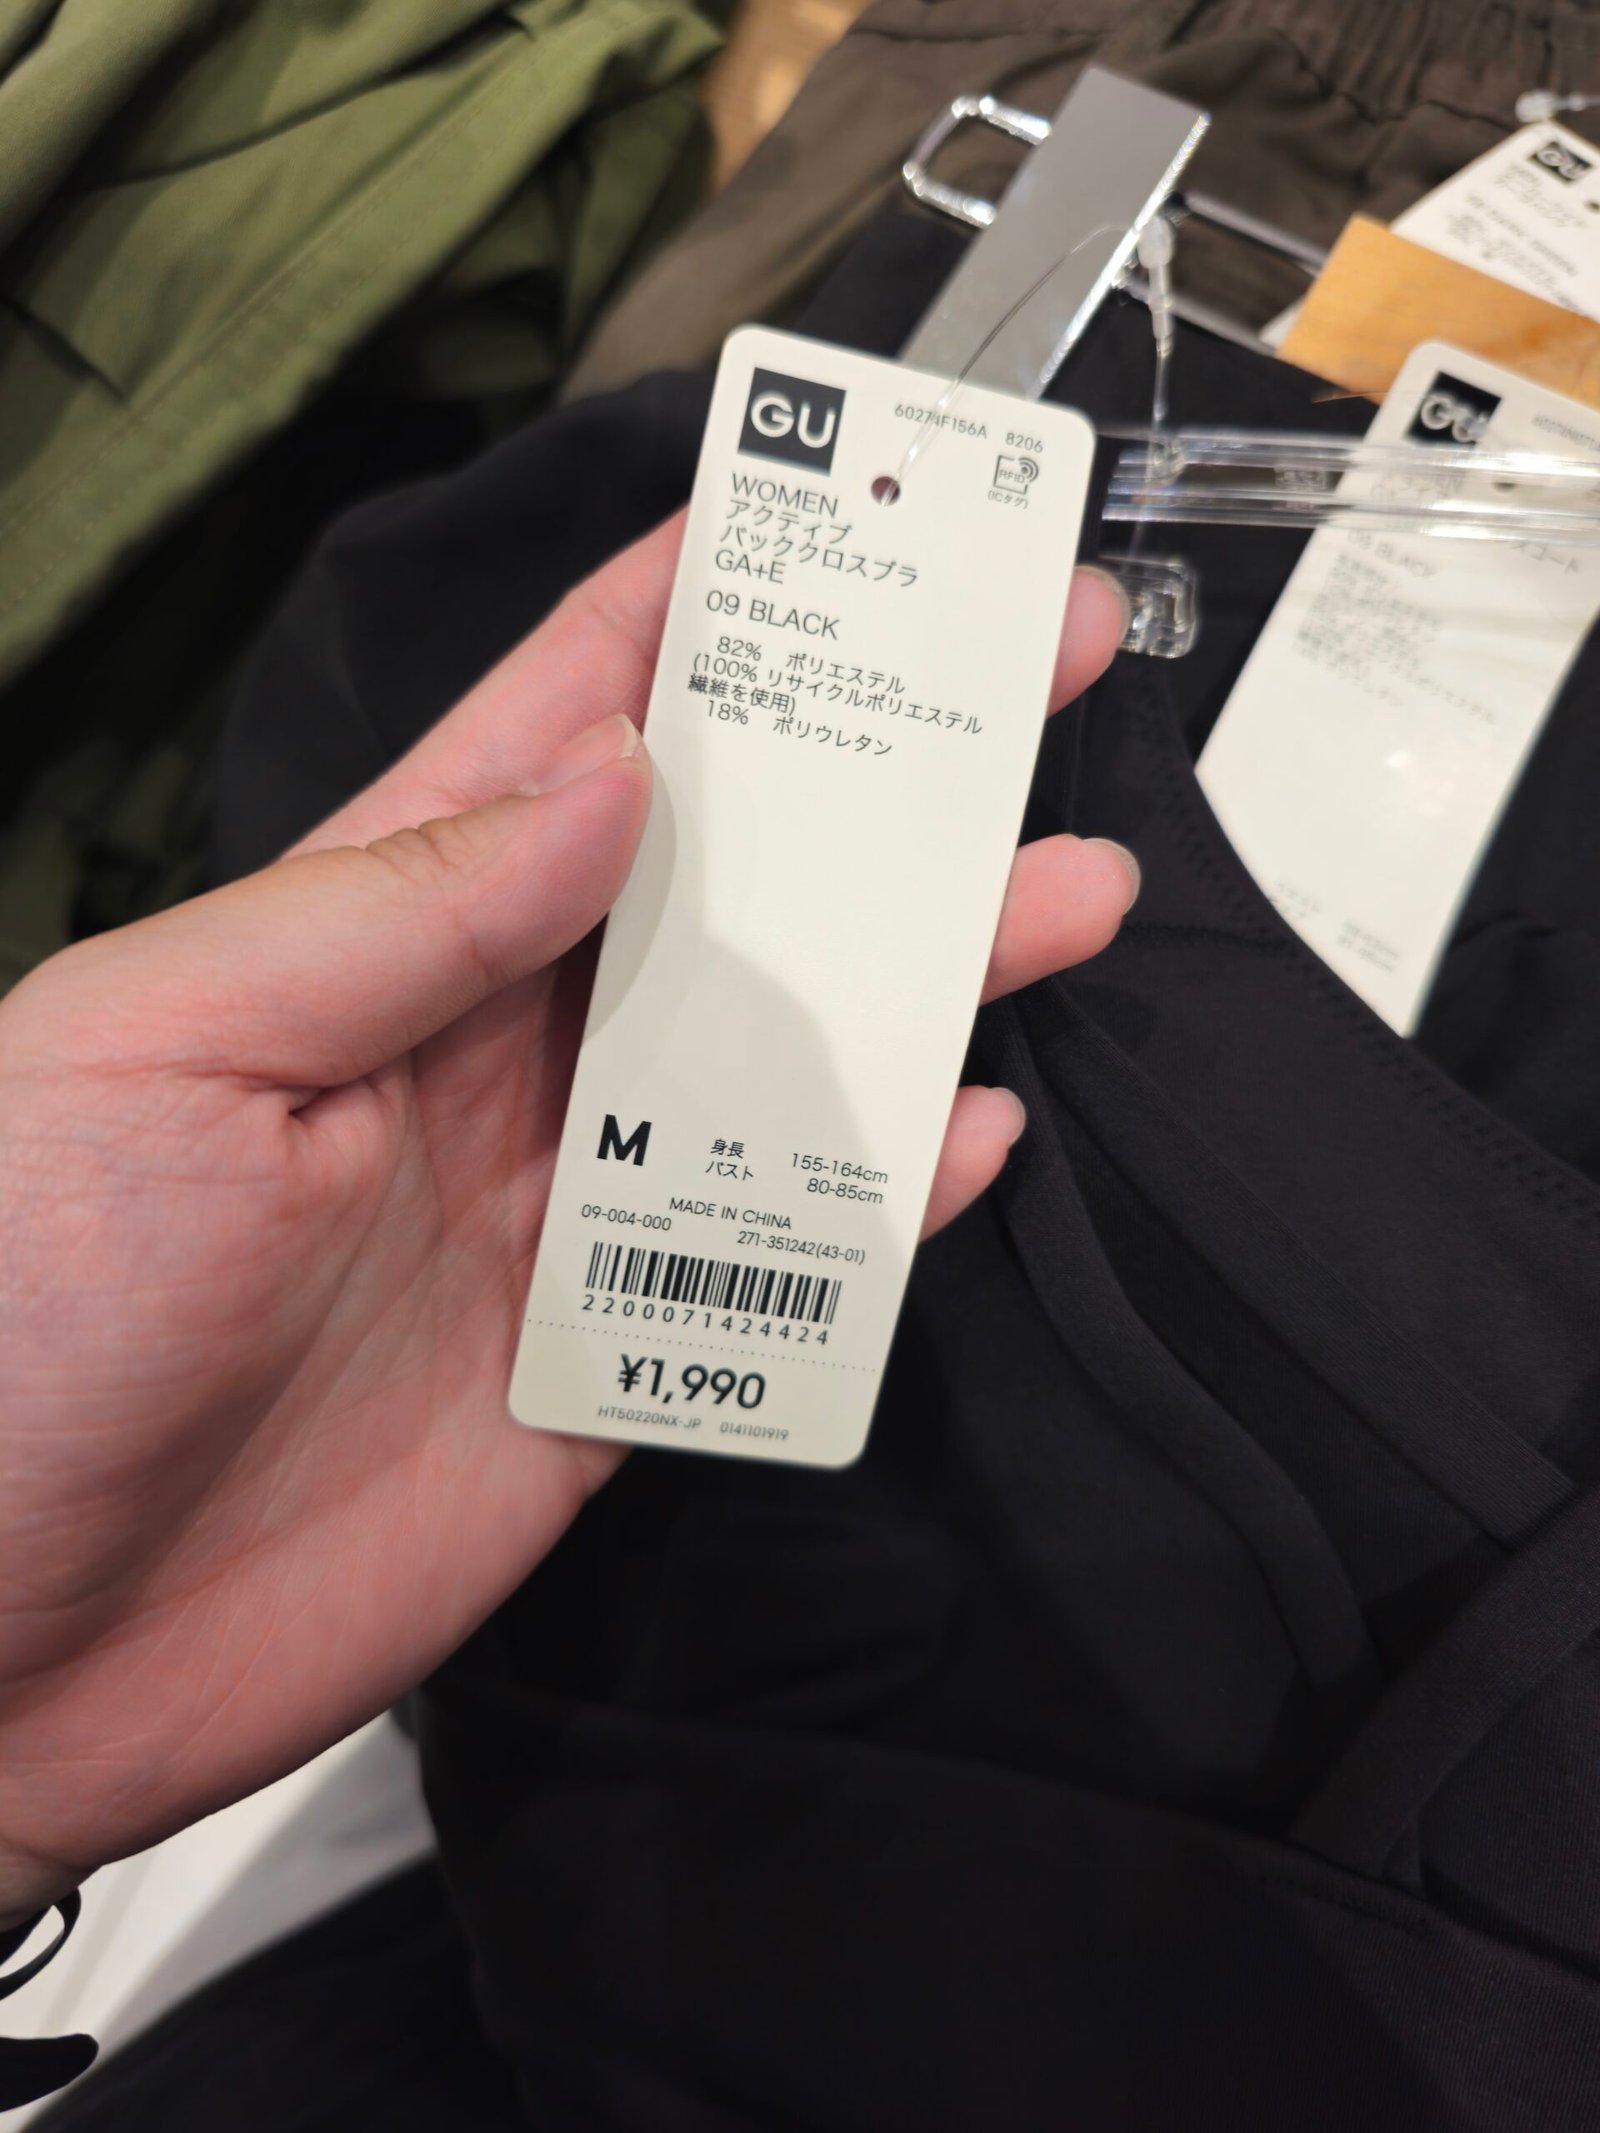 GU
60274F156A 8206
RFID
(ICタグ)
WOMEN
アクティブ
バッククロスブラ
GA+E
09 BLACK
82% ポリエステル
(100% リサイクルポリエステル
繊維を使用)
18% ポリウレタン
M 身長 155-164cm
バスト 80-85cm
MADE IN CHINA
09-004-000 271-351242(43-01)
2200071424424
¥1,990
HT50220NX-JP 0141101919
GU
GU
09 BLACK